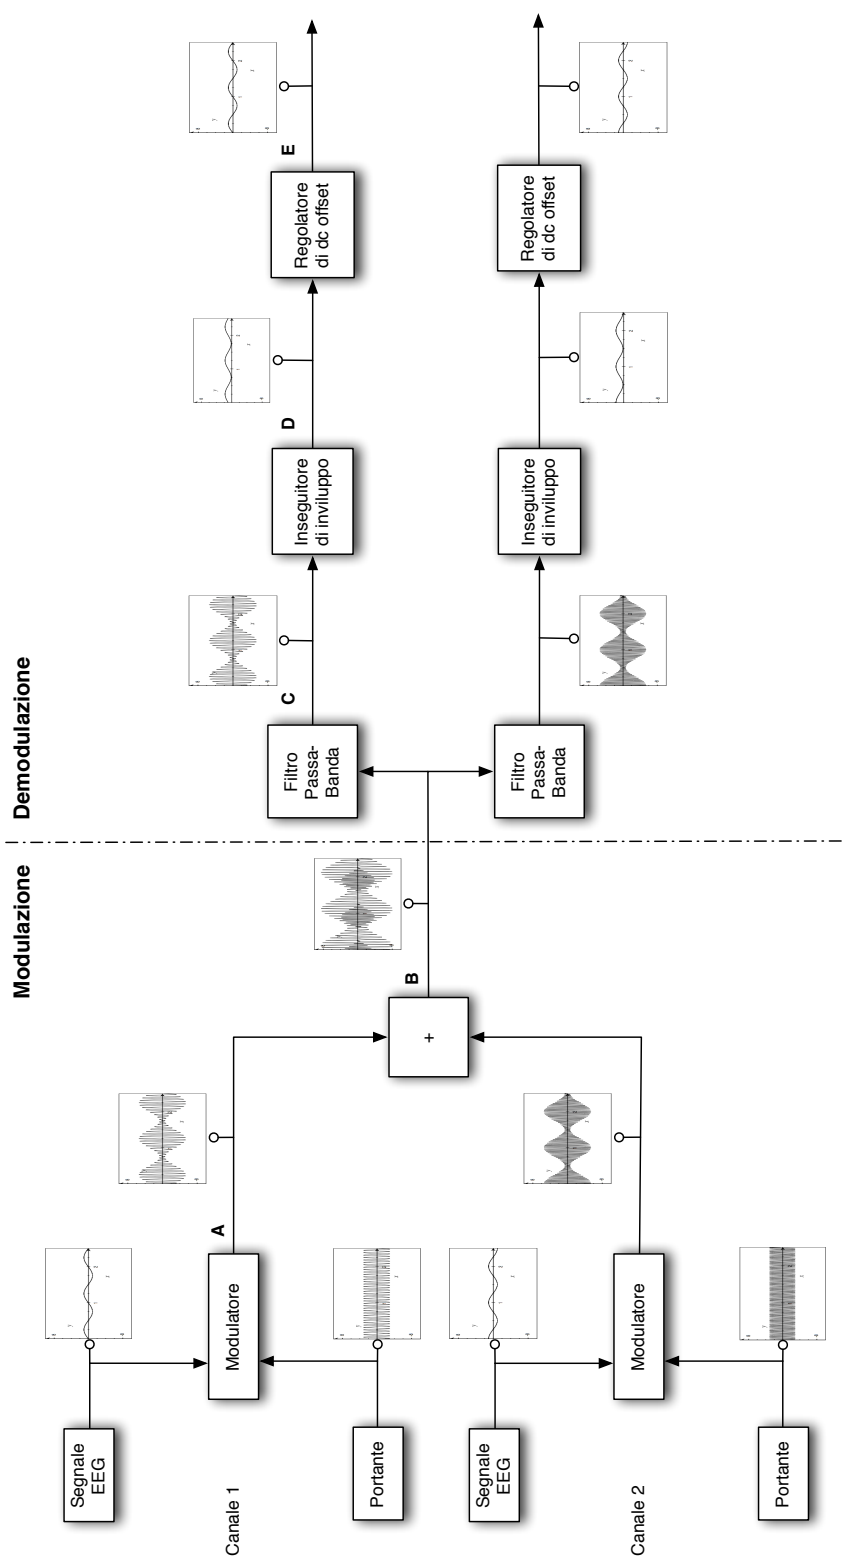 Modulazione
Demodulazione
Canale 1
Segnale
EEG
Portante
Modulatore
A
Canale 2
Segnale
EEG
Portante
Modulatore
+
B
Filtro
Passa-
Banda
C
Inseguitore
di inviluppo
D
Regolatore
di dc offset
E
Filtro
Passa-
Banda
Inseguitore
di inviluppo
Regolatore
di dc offset